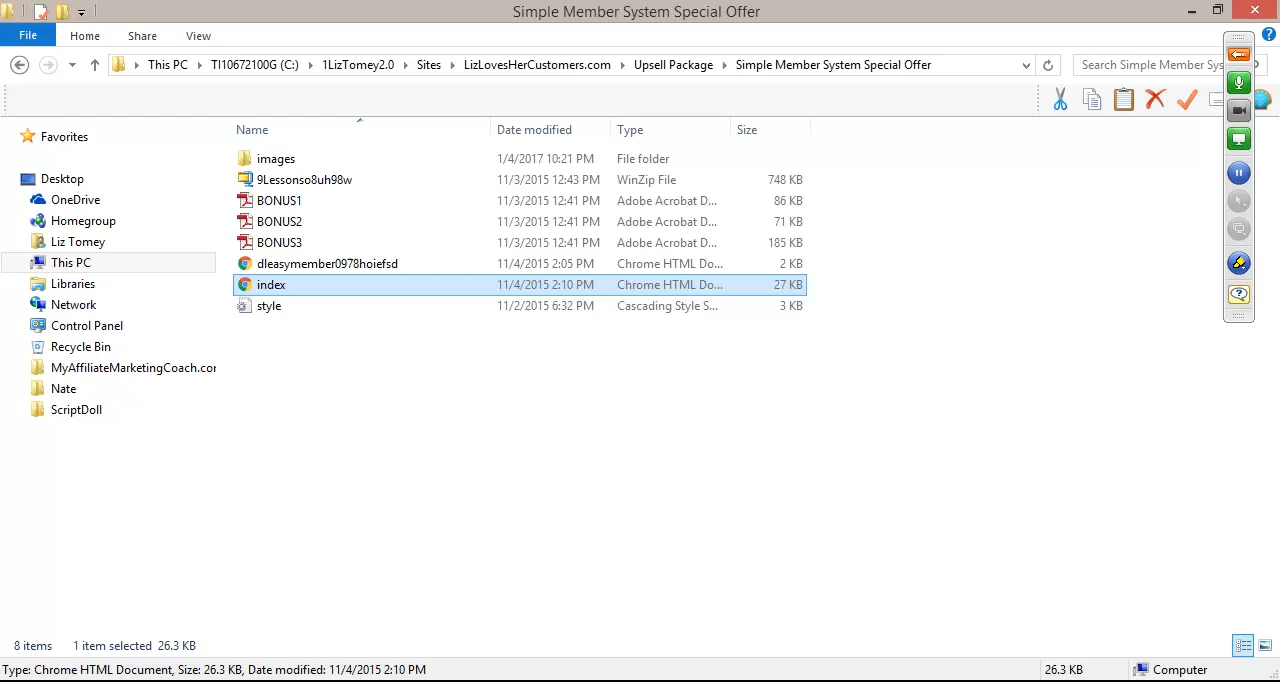 Simple Member System Special Offer
File Home Share View
This PC TI10672100G (C:) 1LizTomey2.0 Sites LizLovesHerCustomers.com Upsell Package Simple Member System Special Offer Search Simple Member Sys
Name Date modified Type Size
Favorites
Desktop
OneDrive
Homegroup
Liz Tomey
This PC
Libraries
Network
Control Panel
Recycle Bin
MyAffiliateMarketingCoach.cor
Nate
ScriptDoll
images 1/4/2017 10:21 PM File folder
9Lessonso8uh98w 11/3/2015 12:43 PM WinZip File 748 KB
BONUS1 11/3/2015 12:41 PM Adobe Acrobat D... 86 KB
BONUS2 11/3/2015 12:41 PM Adobe Acrobat D... 71 KB
BONUS3 11/3/2015 12:41 PM Adobe Acrobat D... 185 KB
dleasymember0978hoiefsd 11/4/2015 2:05 PM Chrome HTML Do... 2 KB
index 11/4/2015 2:10 PM Chrome HTML Do... 27 KB
style 11/2/2015 6:32 PM Cascading Style S... 3 KB
8 items 1 item selected 26.3 KB
Type: Chrome HTML Document, Size: 26.3 KB, Date modified: 11/4/2015 2:10 PM 26.3 KB Computer